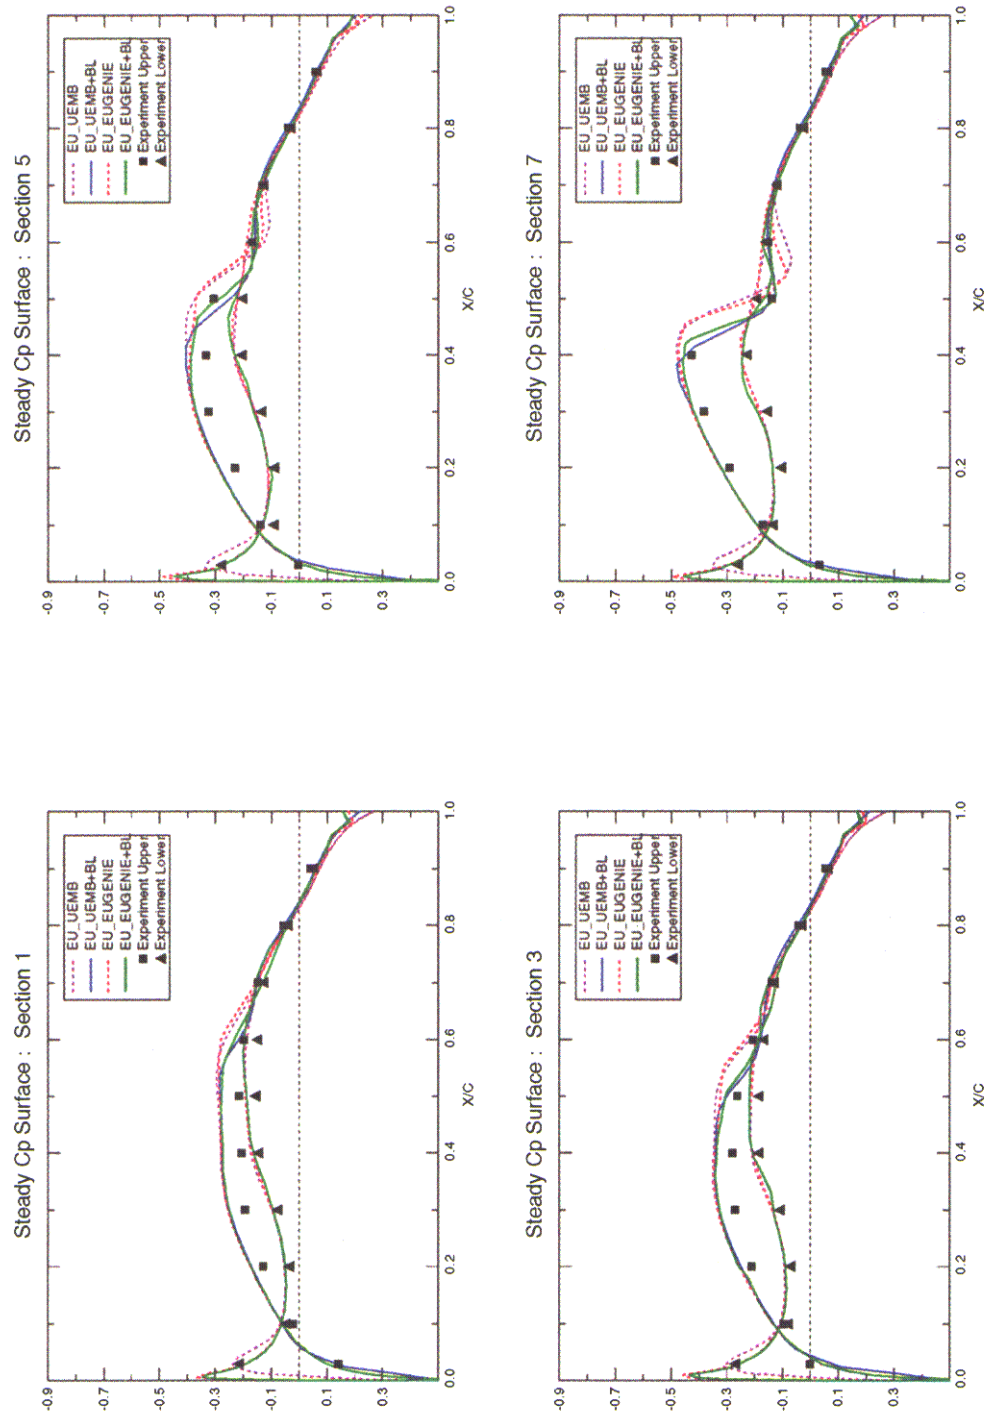 Steady Cp Surface : Section 1
-0.9
-0.7
-0.5
-0.3
-0.1
0.1
0.3
EU_UEMB
EU_UEMB+BL
EU_EUGENIE
EU_EUGENIE+BL
Experiment Upper
Experiment Lower
0.0 0.2 0.4 0.6 0.8 1.0
X/C
Steady Cp Surface : Section 5
-0.9
-0.7
-0.5
-0.3
-0.1
0.1
0.3
EU_UEMB
EU_UEMB+BL
EU_EUGENIE
EU_EUGENIE+BL
Experiment Upper
Experiment Lower
0.0 0.2 0.4 0.6 0.8 1.0
X/C
Steady Cp Surface : Section 3
-0.9
-0.7
-0.5
-0.3
-0.1
0.1
0.3
EU_UEMB
EU_UEMB+BL
EU_EUGENIE
EU_EUGENIE+BL
Experiment Upper
Experiment Lower
0.0 0.2 0.4 0.6 0.8 1.0
X/C
Steady Cp Surface : Section 7
-0.9
-0.7
-0.5
-0.3
-0.1
0.1
0.3
EU_UEMB
EU_UEMB+BL
EU_EUGENIE
EU_EUGENIE+BL
Experiment Upper
Experiment Lower
0.0 0.2 0.4 0.6 0.8 1.0
X/C